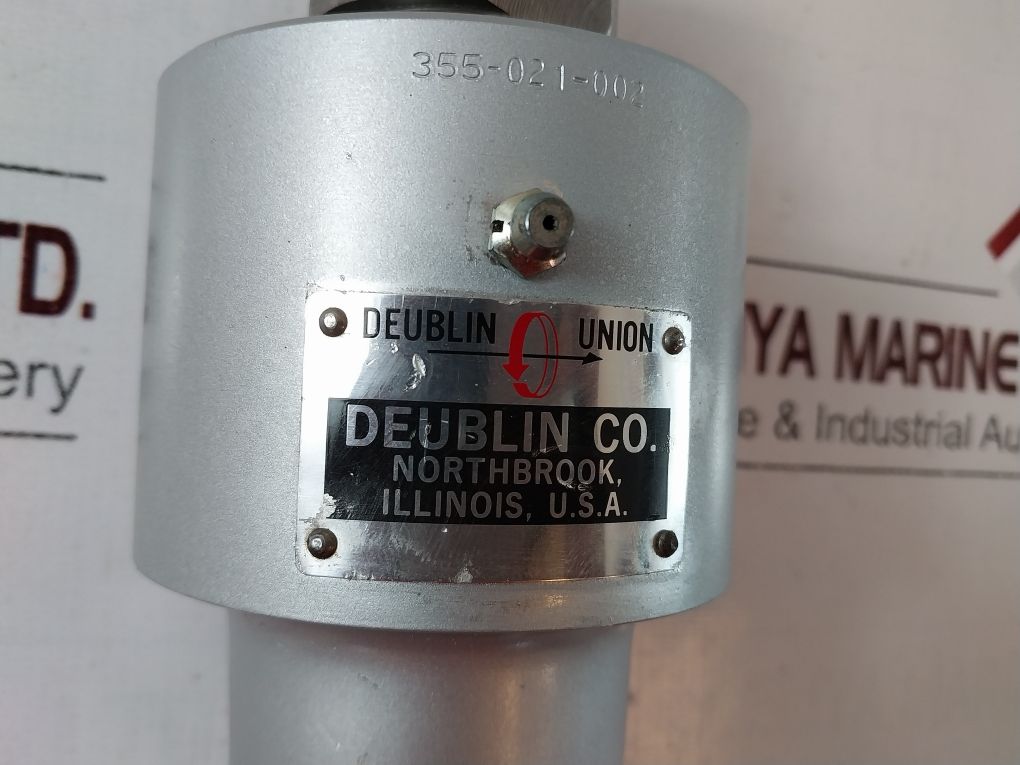 355-021-002
DEUBLIN UNION
DEUBLIN CO.
NORTHBROOK,
ILLINOIS, U.S.A.
TD.
ery
YA MARINE
& Industrial Au